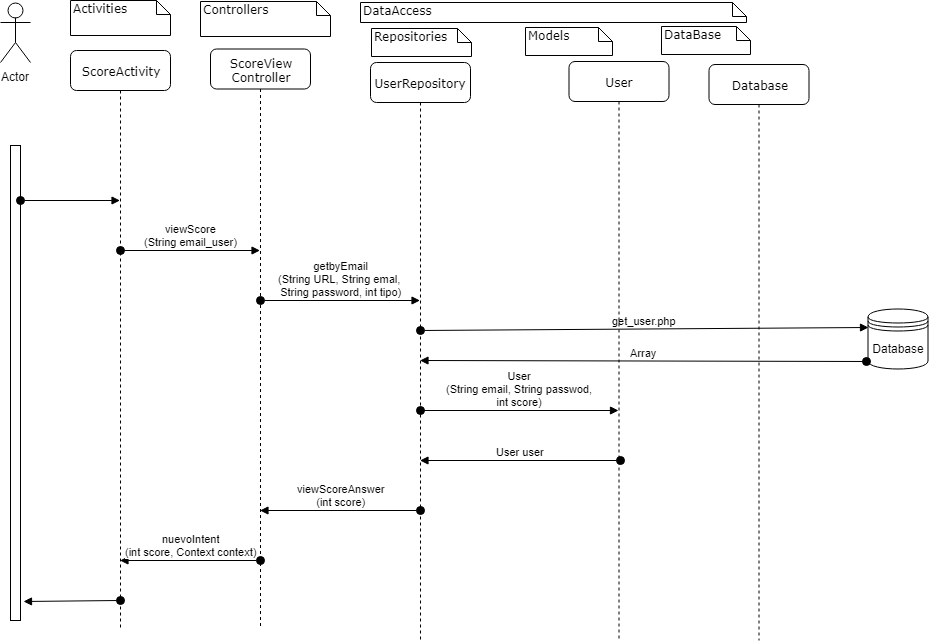 Activities
Controllers
DataAccess
Repositories
Models
DataBase
Actor
ScoreActivity
ScoreView
Controller
UserRepository
User
Database
viewScore
(String email_user)
getbyEmail
(String URL, String emal,
String password, int tipo)
get_user.php
Database
Array
User
(String email, String passwod,
int score)
User user
viewScoreAnswer
(int score)
nuevoIntent
(int score, Context context)